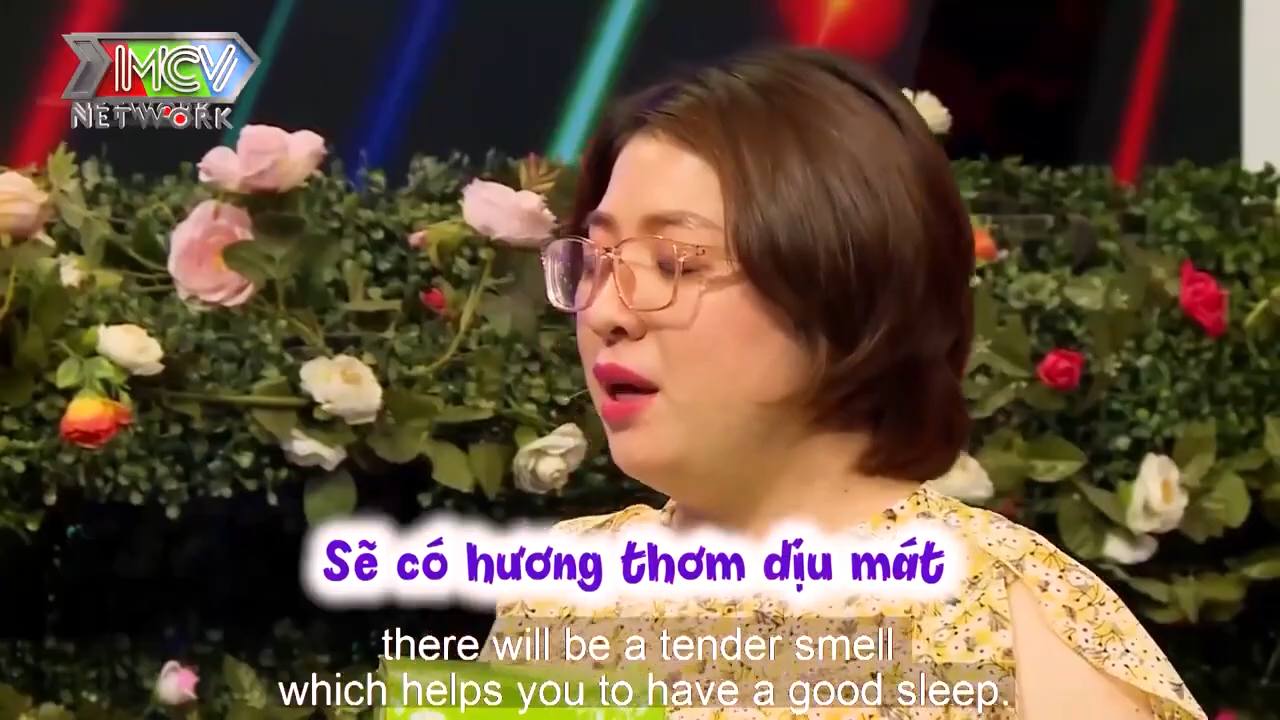 MCV
NETWORK
Sẽ có hương thơm dịu mát
there will be a tender smell
which helps you to have a good sleep.